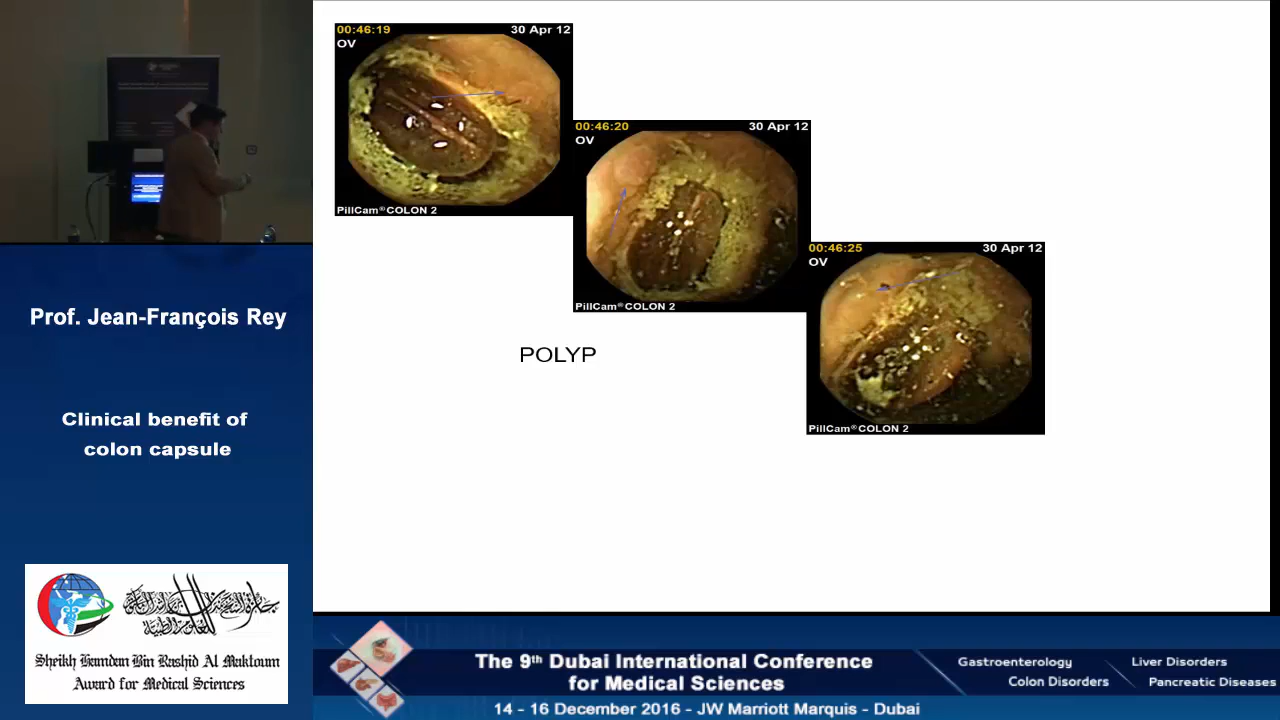 00:46:19
30 Apr 12
OV
PillCam®COLON 2
00:46:20
30 Apr 12
OV
PillCam®COLON 2
00:46:25
30 Apr 12
OV
PillCam®COLON 2
POLYP
Prof. Jean-François Rey
Clinical benefit of
colon capsule
Sheikh Hamdan Bin Rashid Al Maktoum
Award for Medical Sciences
The 9th Dubai International Conference
for Medical Sciences
14 - 16 December 2016 - JW Marriott Marquis - Dubai
Gastroenterology
Liver Disorders
Colon Disorders
Pancreatic Diseases